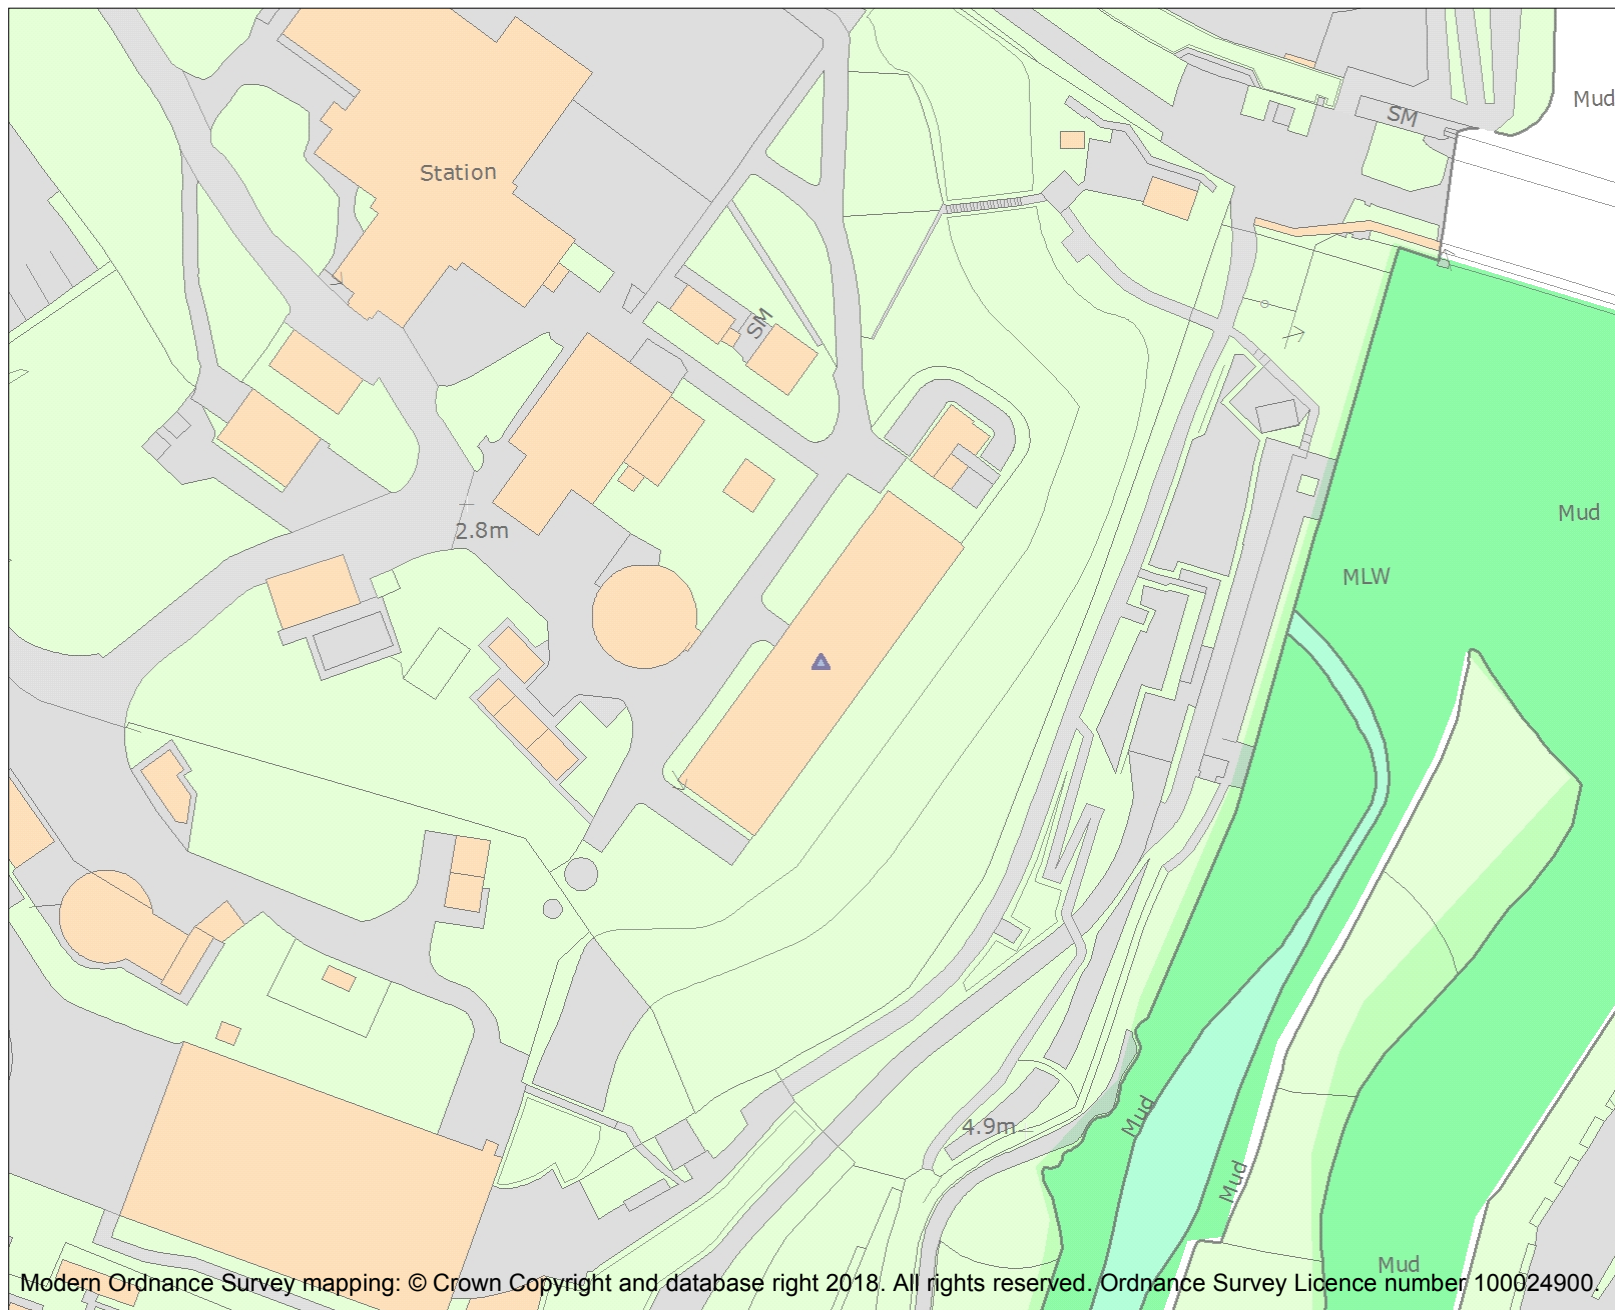 Mud
SM
Station
SM
Mud
2.8m
MLW
Mud
4.9m
Mud
Mud
Modern Ordnance Survey mapping: © Crown Copyright and database right 2018. All rights reserved. Ordnance Survey Licence number 100024900.